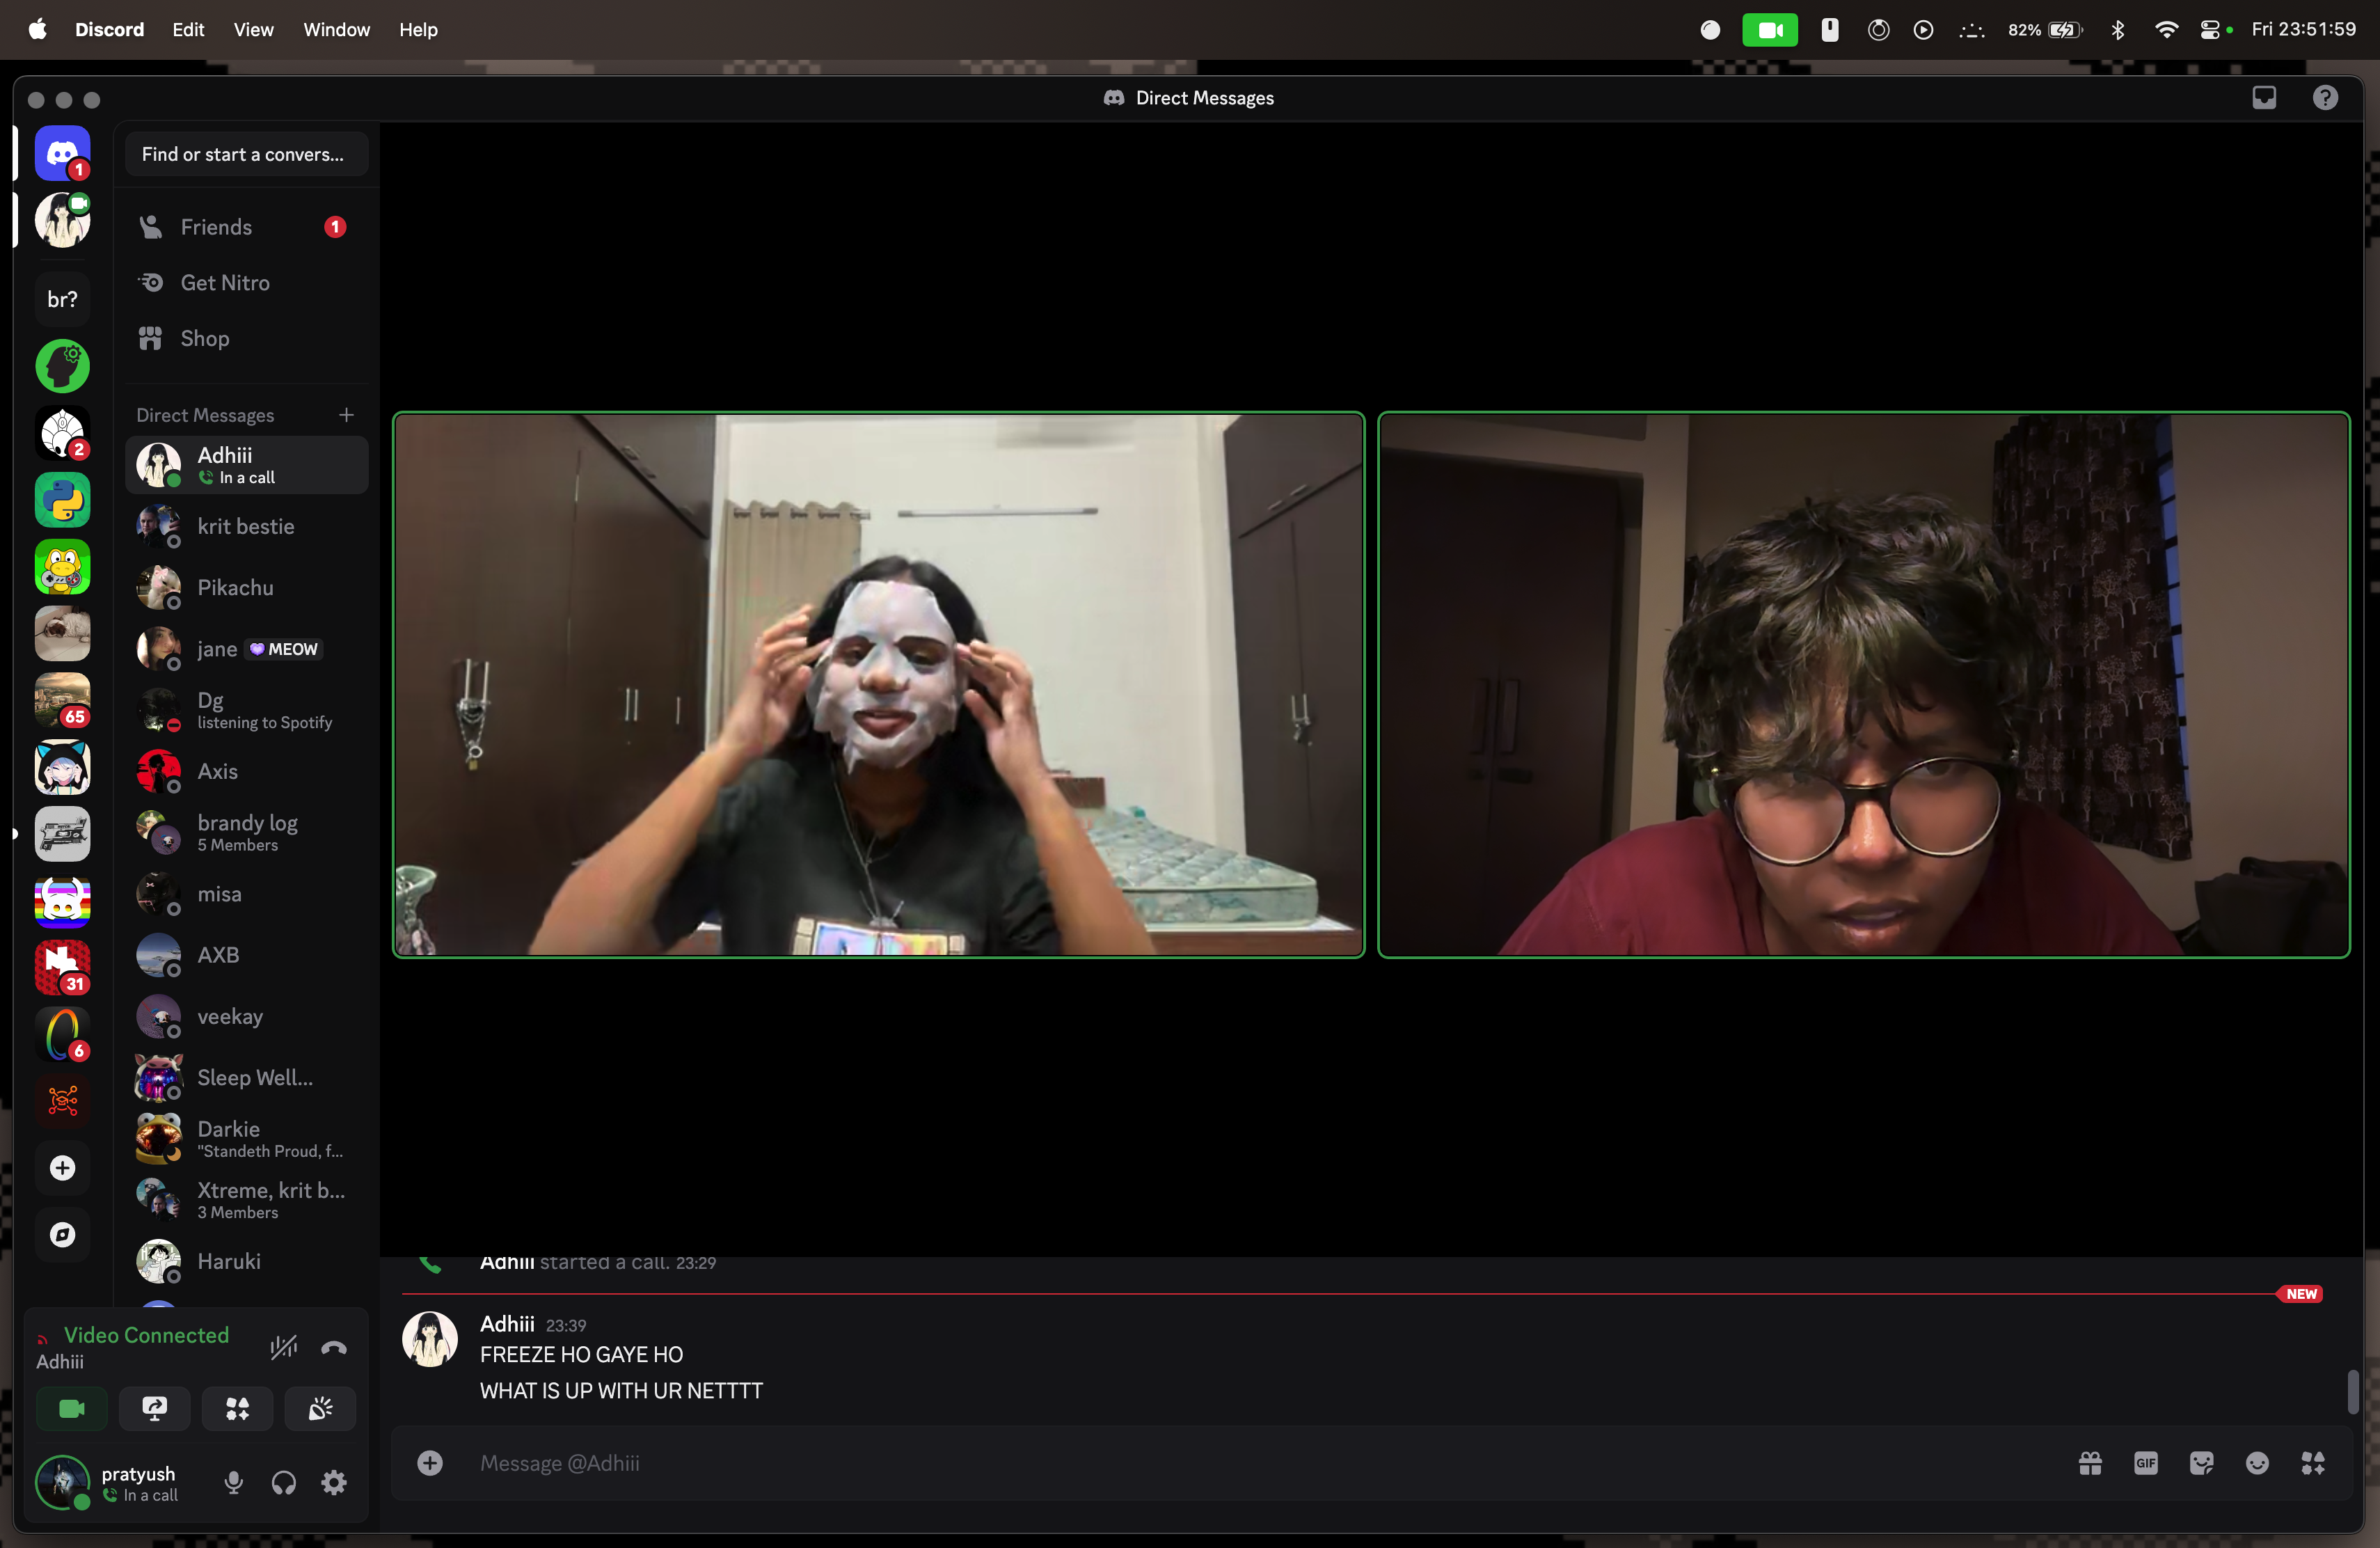 Discord Edit View Window Help
82%
Fri 23:51:59
Direct Messages
?
1
br?
2
65
31
6
Find or start a convers...
Friends 1
Get Nitro
Shop
Direct Messages +
Adhiii
In a call
krit bestie
Pikachu
jane MEOW
Dg
listening to Spotify
Axis
brandy log
5 Members
misa
AXB
veekay
Sleep Well...
Darkie
"Standeth Proud, f...
Xtreme, krit b...
3 Members
Haruki
Video Connected
Adhiii
pratyush
In a call
Adhiii started a call. 23:29
NEW
Adhiii 23:39
FREEZE HO GAYE HO
WHAT IS UP WITH UR NETTTT
Message @Adhiii
GIF